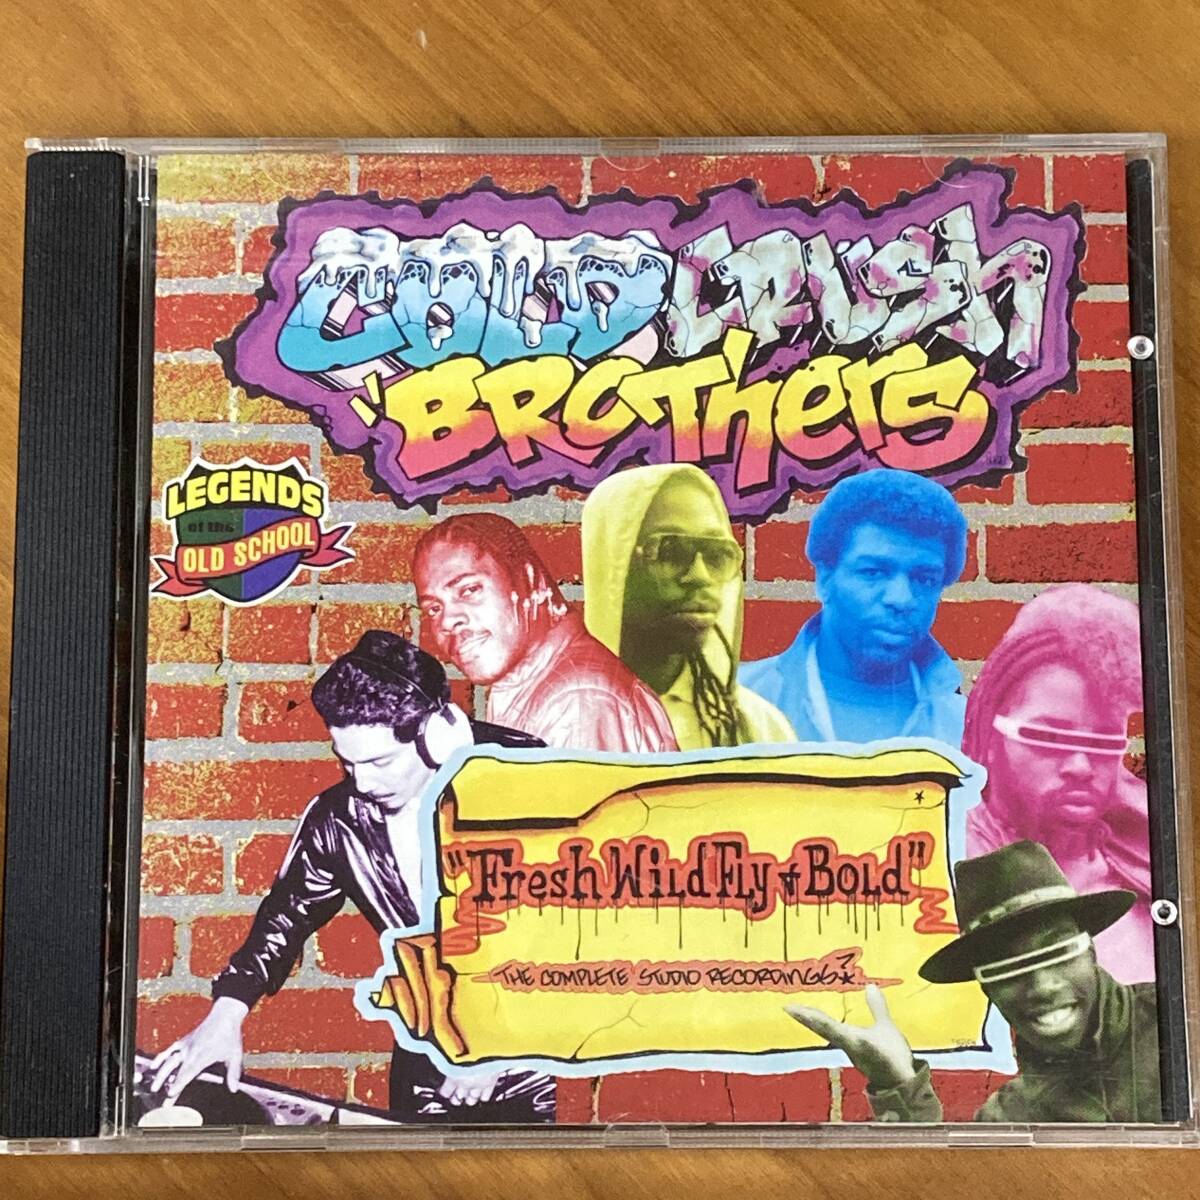 COLD CRUSH
BROTHERS
LEGENDS
of the
OLD SCHOOL
"Fresh Wild Fly & Bold"
THE COMPLETE STUDIO RECORDINGS?